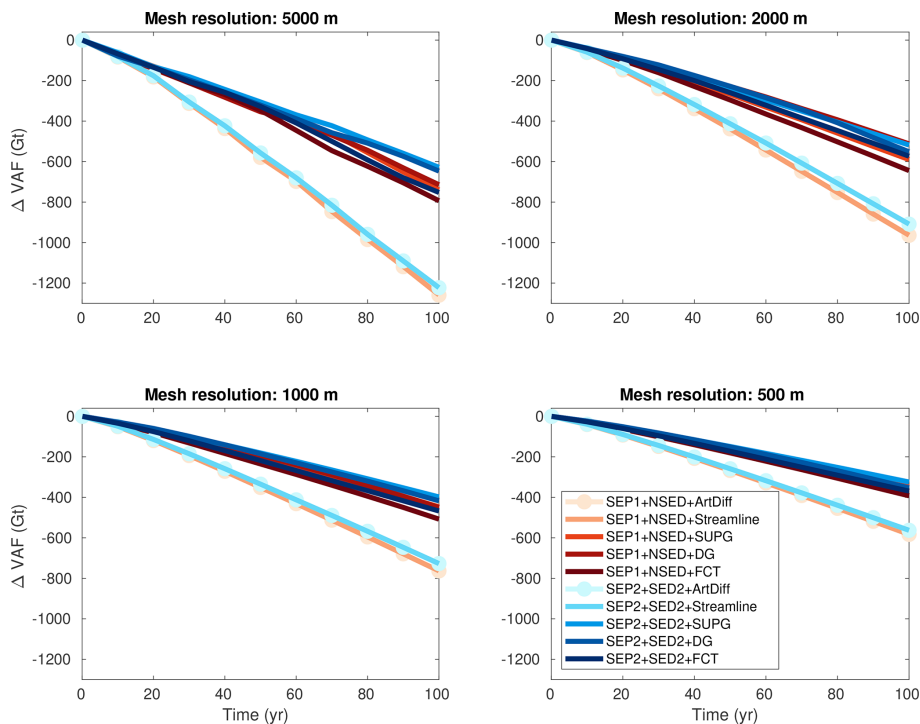 Mesh resolution: 5000 m
0
-200
-400
-600
-800
-1000
-1200
Δ VAF (Gt)
0 20 40 60 80 100
Mesh resolution: 2000 m
0
-200
-400
-600
-800
-1000
-1200
0 20 40 60 80 100
Mesh resolution: 1000 m
0
-200
-400
-600
-800
-1000
-1200
Δ VAF (Gt)
0 20 40 60 80 100
Time (yr)
Mesh resolution: 500 m
0
-200
-400
-600
-800
-1000
-1200
SEP1+NSED+ArtDiff
SEP1+NSED+Streamline
SEP1+NSED+SUPG
SEP1+NSED+DG
SEP1+NSED+FCT
SEP2+SED2+ArtDiff
SEP2+SED2+Streamline
SEP2+SED2+SUPG
SEP2+SED2+DG
SEP2+SED2+FCT
0 20 40 60 80 100
Time (yr)